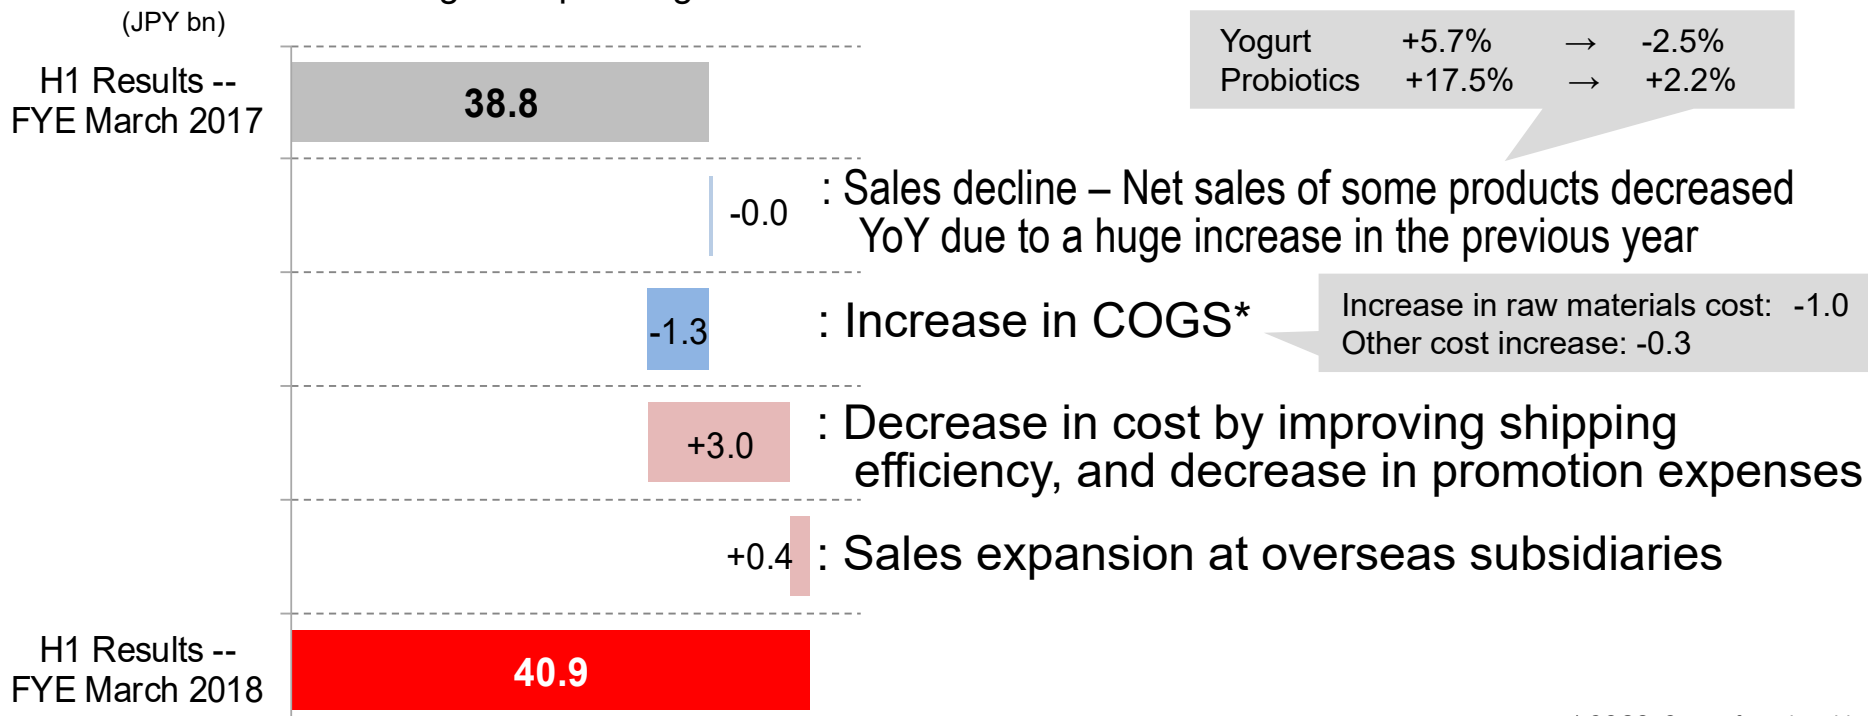 (JPY bn)
Yogurt +5.7% → -2.5%
Probiotics +17.5% → +2.2%
H1 Results --
FYE March 2017
38.8
-0.0
: Sales decline – Net sales of some products decreased
YoY due to a huge increase in the previous year
-1.3
: Increase in COGS*
Increase in raw materials cost: -1.0
Other cost increase: -0.3
+3.0
: Decrease in cost by improving shipping
efficiency, and decrease in promotion expenses
+0.4
: Sales expansion at overseas subsidiaries
H1 Results --
FYE March 2018
40.9